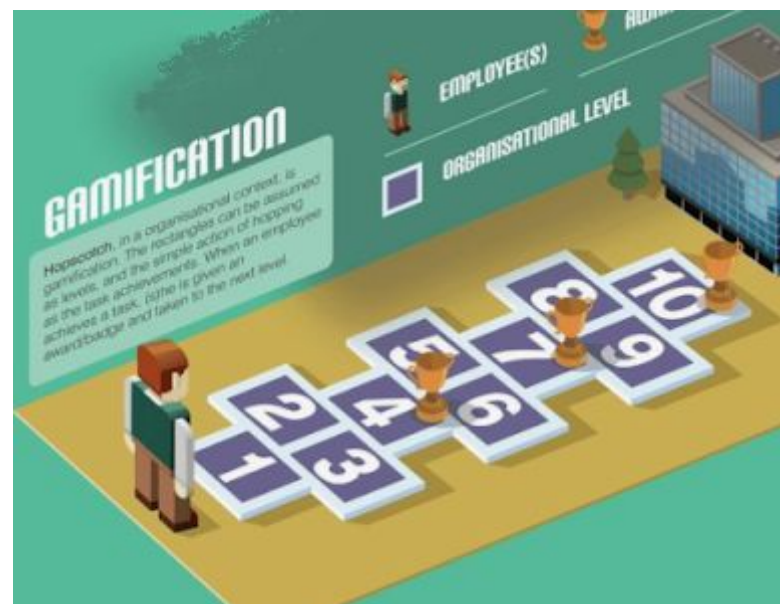 GAMIFICATION
Hopscotch, in a organisational context, is
gamification. The rectangles can be assumed
as levels, and the simple action of hopping
as the task achievements. When an employee
achieves a task, (s)he is given an
award/badge and taken to the next level
EMPLOYEE(S)
ORGANISATIONAL LEVEL
1
2
3
4
5
6
7
8
9
10